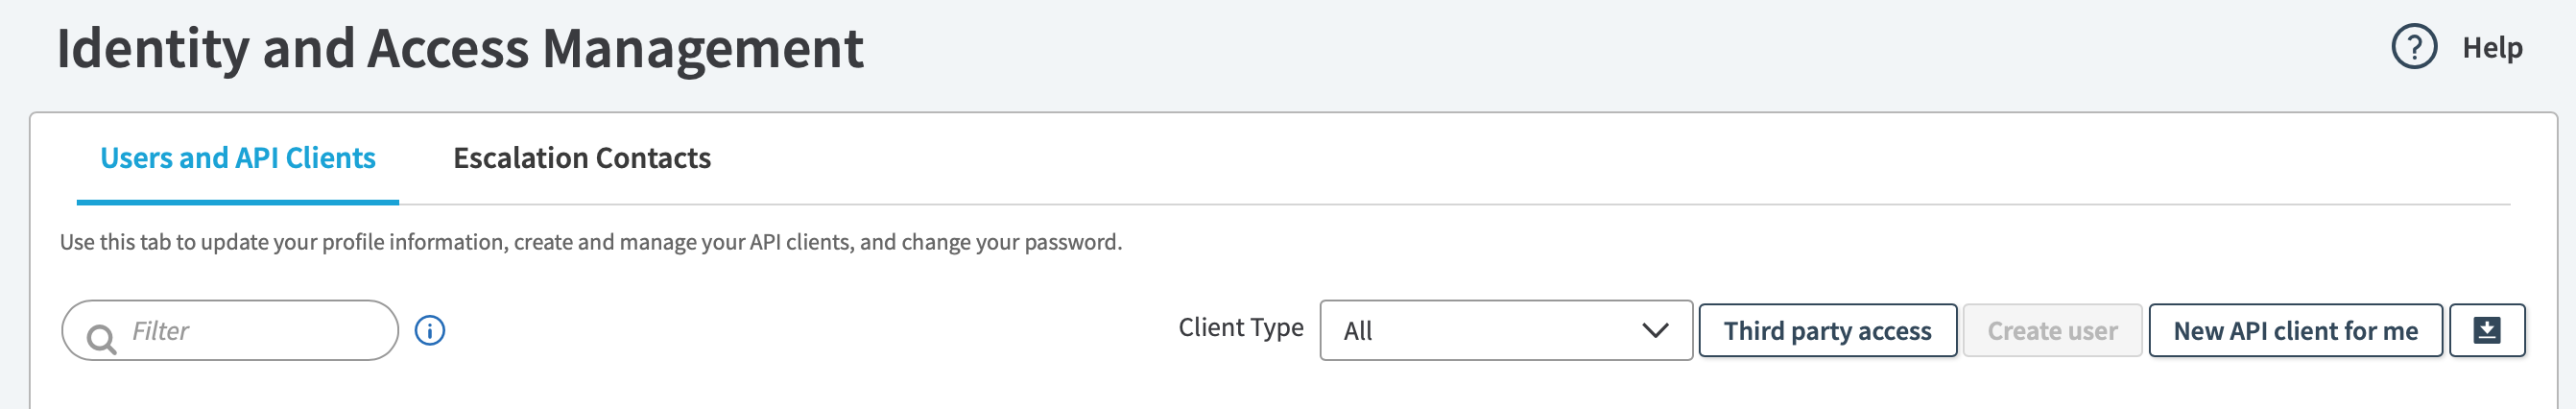 Identity and Access Management
Help
Users and API Clients
Escalation Contacts
Use this tab to update your profile information, create and manage your API clients, and change your password.
Filter
Client Type
All
Third party access
Create user
New API client for me